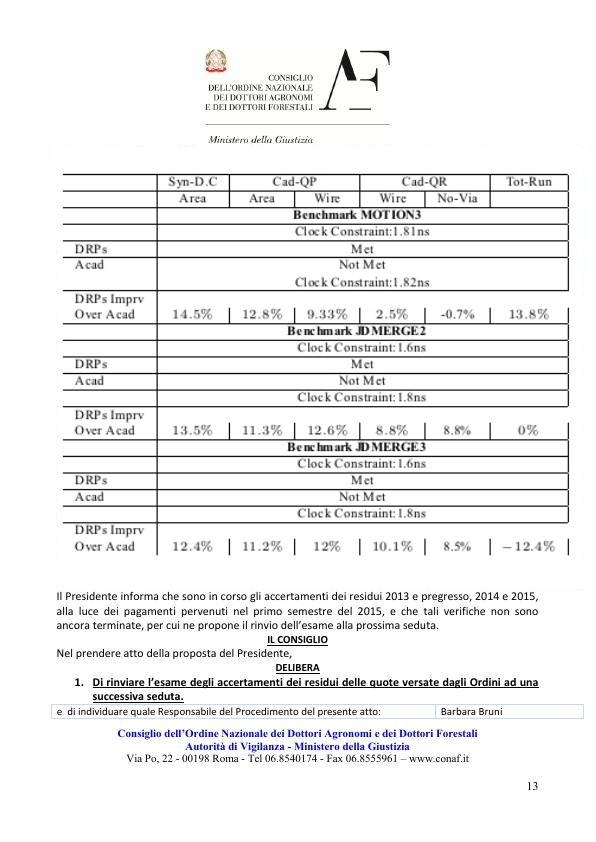 CONSIGLIO
DELL'ORDINE NAZIONALE
DEI DOTTORI AGRONOMI
E DEI DOTTORI FORESTALI
AF
Ministero della Giustizia
Syn-D.C Cad-QP Cad-QR Tot-Run
Area Area Wire Wire No-Via
Benchmark MOTION3
Clock Constraint:1.81ns
DRPs Met
Acad Not Met
Clock Constraint:1.82ns
DRPs Imprv
Over Acad 14.5% 12.8% 9.33% 2.5% -0.7% 13.8%
Benchmark JDMERGE2
Clock Constraint:1.6ns
DRPs Met
Acad Not Met
Clock Constraint:1.8ns
DRPs Imprv
Over Acad 13.5% 11.3% 12.6% 8.8% 8.8% 0%
Benchmark JDMERGE3
Clock Constraint:1.6ns
DRPs Met
Acad Not Met
Clock Constraint:1.8ns
DRPs Imprv
Over Acad 12.4% 11.2% 12% 10.1% 8.5% −12.4%
Il Presidente informa che sono in corso gli accertamenti dei residui 2013 e pregresso, 2014 e 2015,
alla luce dei pagamenti pervenuti nel primo semestre del 2015, e che tali verifiche non sono
ancora terminate, per cui ne propone il rinvio dell'esame alla prossima seduta.
IL CONSIGLIO
Nel prendere atto della proposta del Presidente,
DELIBERA
1. Di rinviare l'esame degli accertamenti dei residui delle quote versate dagli Ordini ad una
successiva seduta.
e di individuare quale Responsabile del Procedimento del presente atto: Barbara Bruni
Consiglio dell'Ordine Nazionale dei Dottori Agronomi e dei Dottori Forestali
Autorità di Vigilanza - Ministero della Giustizia
Via Po, 22 - 00198 Roma - Tel 06.8540174 - Fax 06.8555961 – www.conaf.it
13